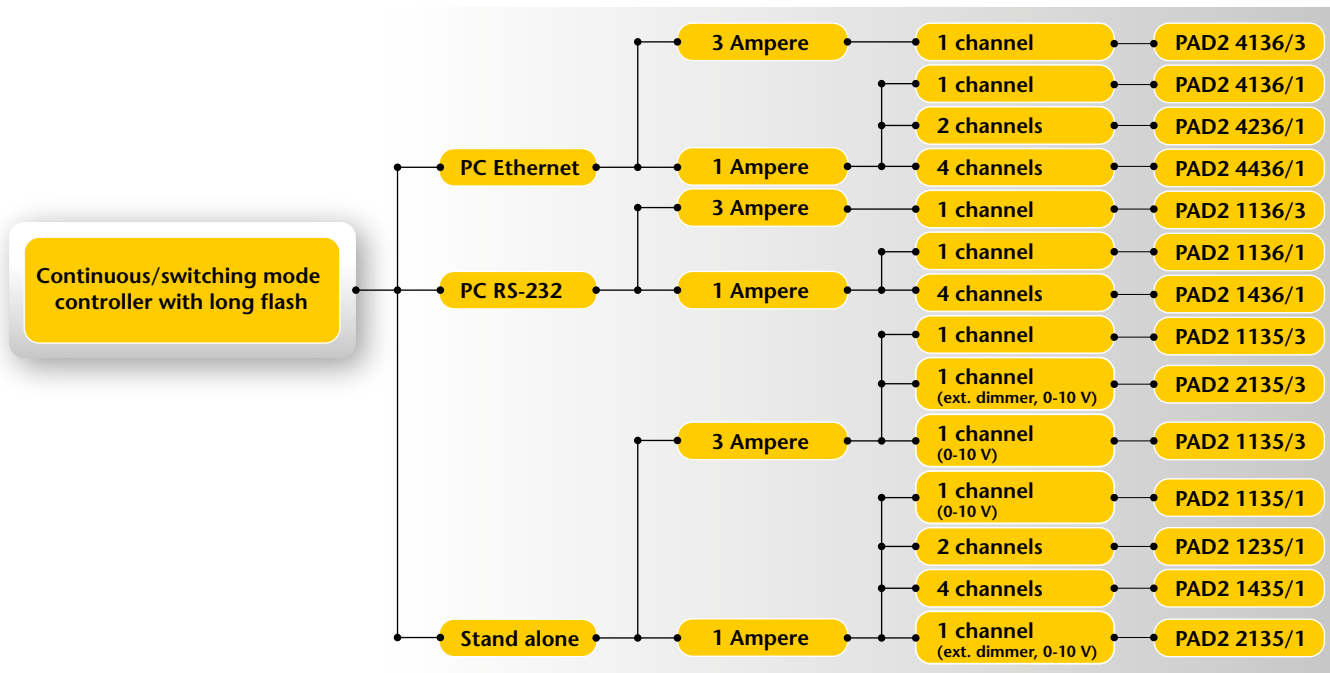 3 Ampere 1 channel PAD2 4136/3
1 channel PAD2 4136/1
2 channels PAD2 4236/1
PC Ethernet 1 Ampere 4 channels PAD2 4436/1
3 Ampere 1 channel PAD2 1136/3
1 channel PAD2 1136/1
Continuous/switching mode
controller with long flash
PC RS-232 1 Ampere 4 channels PAD2 1436/1
1 channel PAD2 1135/3
1 channel
(ext. dimmer, 0-10 V)
PAD2 2135/3
3 Ampere 1 channel
(0-10 V)
PAD2 1135/3
1 channel
(0-10 V)
PAD2 1135/1
2 channels PAD2 1235/1
4 channels PAD2 1435/1
Stand alone 1 Ampere 1 channel
(ext. dimmer, 0-10 V)
PAD2 2135/1